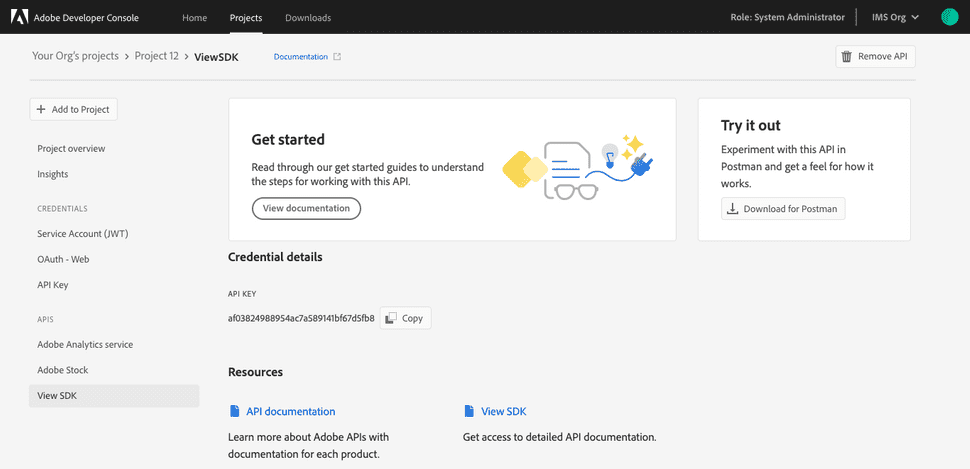 Adobe Developer Console
Home
Projects
Downloads
Role: System Administrator
IMS Org
Your Org's projects > Project 12 > ViewSDK
Documentation
Remove API
+ Add to Project
Project overview
Insights
CREDENTIALS
Service Account (JWT)
OAuth - Web
API Key
APIS
Adobe Analytics service
Adobe Stock
View SDK
Get started
Read through our get started guides to understand
the steps for working with this API.
View documentation
Try it out
Experiment with this API in
Postman and get a feel for how it
works.
Download for Postman
Credential details
API KEY
af03824988954ac7a589141bf67d5fb8
Copy
Resources
API documentation
Learn more about Adobe APIs with
documentation for each product.
View SDK
Get access to detailed API documentation.